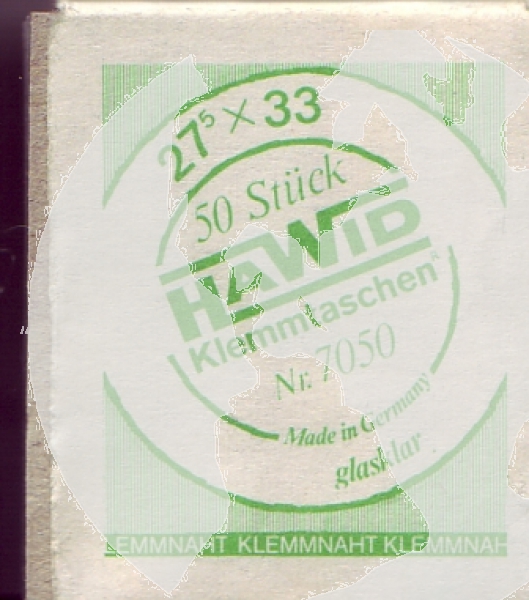 27⁵ × 33
50 Stück
HAWID
Klemmtaschen®
Nr. 7050
Made in Germany
glasklar
LEMMNAHT KLEMMNAHT KLEMMNAH